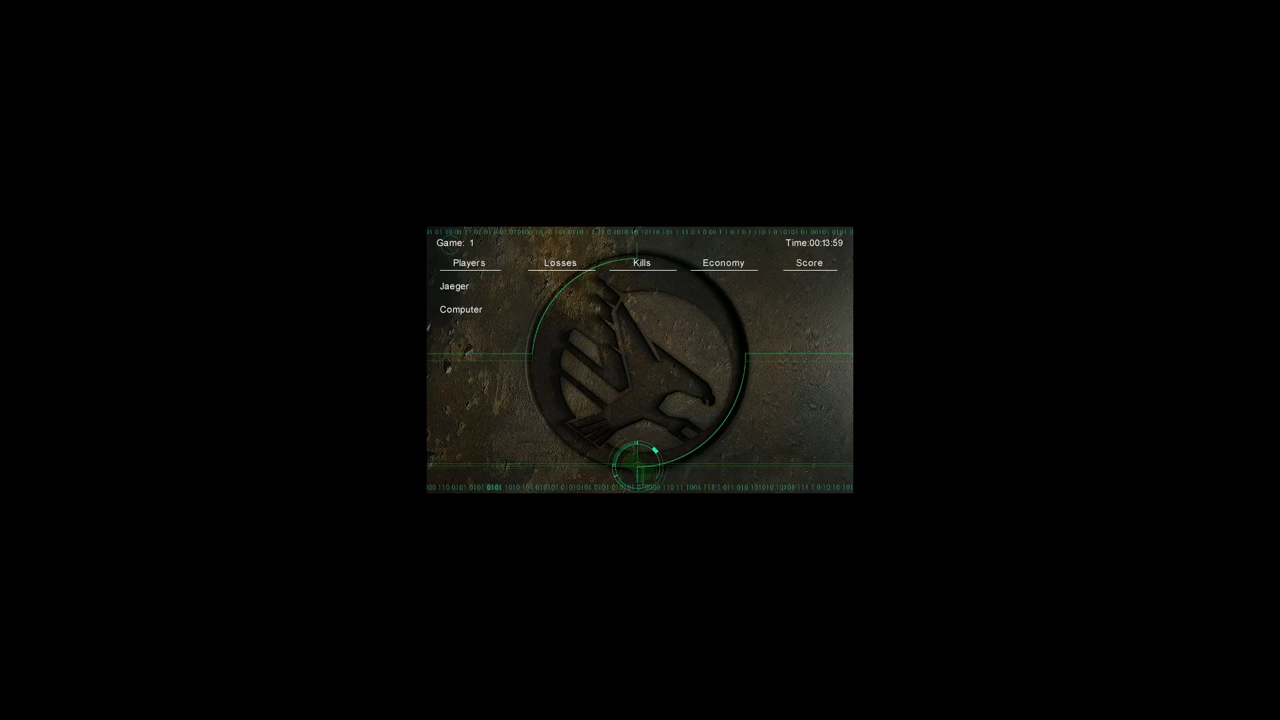 Game: 1
Time:00:13:59
Players Losses Kills Economy Score
Jaeger
Computer